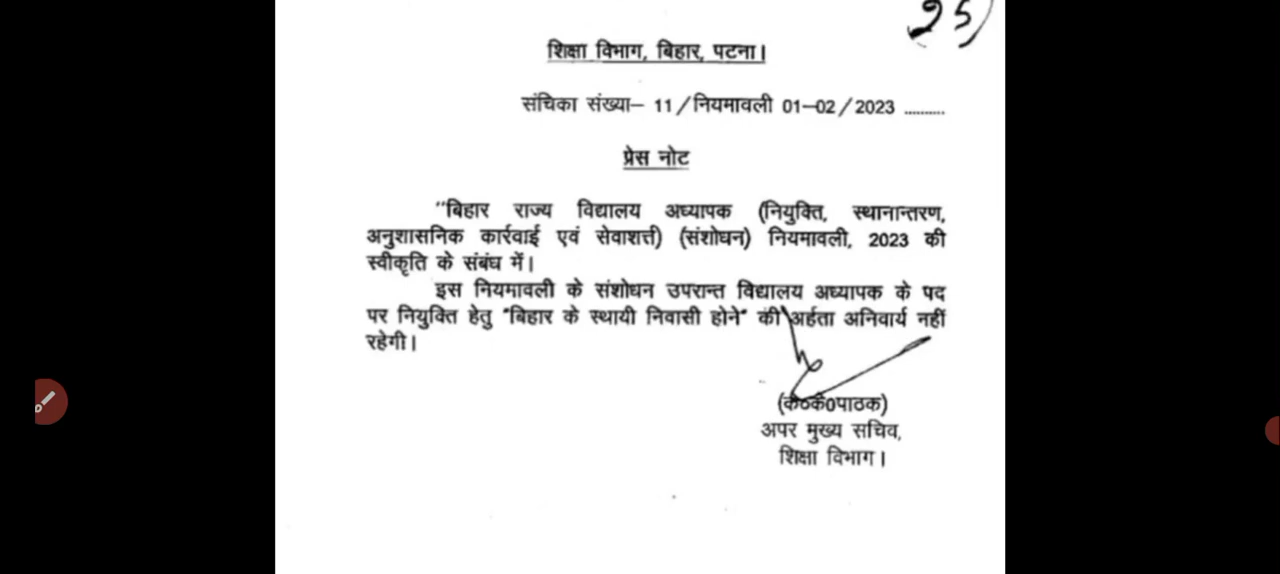 25)
शिक्षा विभाग, बिहार, पटना।
संचिका संख्या– 11/नियमावली 01–02/2023 ..........
प्रेस नोट
"बिहार राज्य विद्यालय अध्यापक (नियुक्ति, स्थानान्तरण,
अनुशासनिक कार्रवाई एवं सेवाशर्त्त) (संशोधन) नियमावली, 2023 की
स्वीकृति के संबंध में।
इस नियमावली के संशोधन उपरान्त विद्यालय अध्यापक के पद
पर नियुक्ति हेतु "बिहार के स्थायी निवासी होने" की अर्हता अनिवार्य नहीं
रहेगी।
(के०के०पाठक)
अपर मुख्य सचिव,
शिक्षा विभाग।